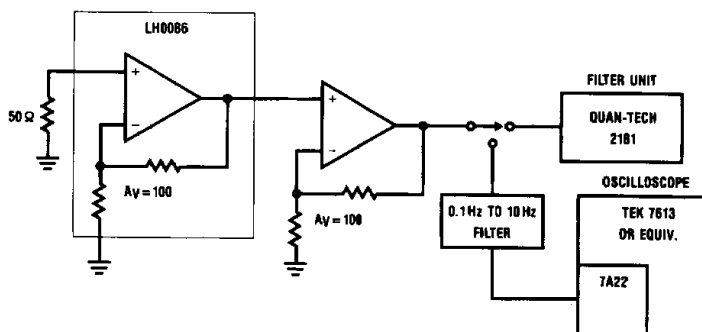 LH0086
+
−
50 Ω
AV = 100
+
−
AV = 100
FILTER UNIT
QUAN-TECH
2181
0.1 Hz TO 10 Hz
FILTER
OSCILLOSCOPE
TEK 7613
OR EQUIV.
7A22